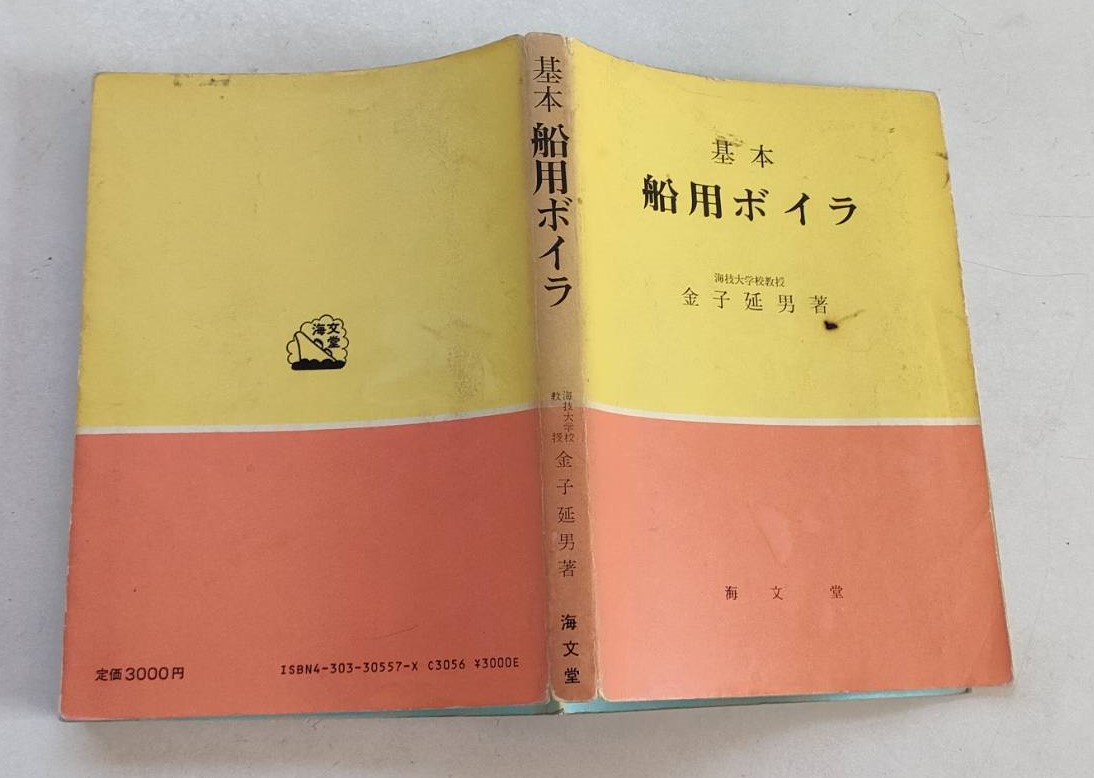 基本
船用ボイラ
海技大学校教授
金子延男著
海文堂
基本 船用ボイラ
海技大学校
教授
金子延男著
海文堂
海文堂
定価3000円
ISBN4-303-30557-X C3056 ¥3000E